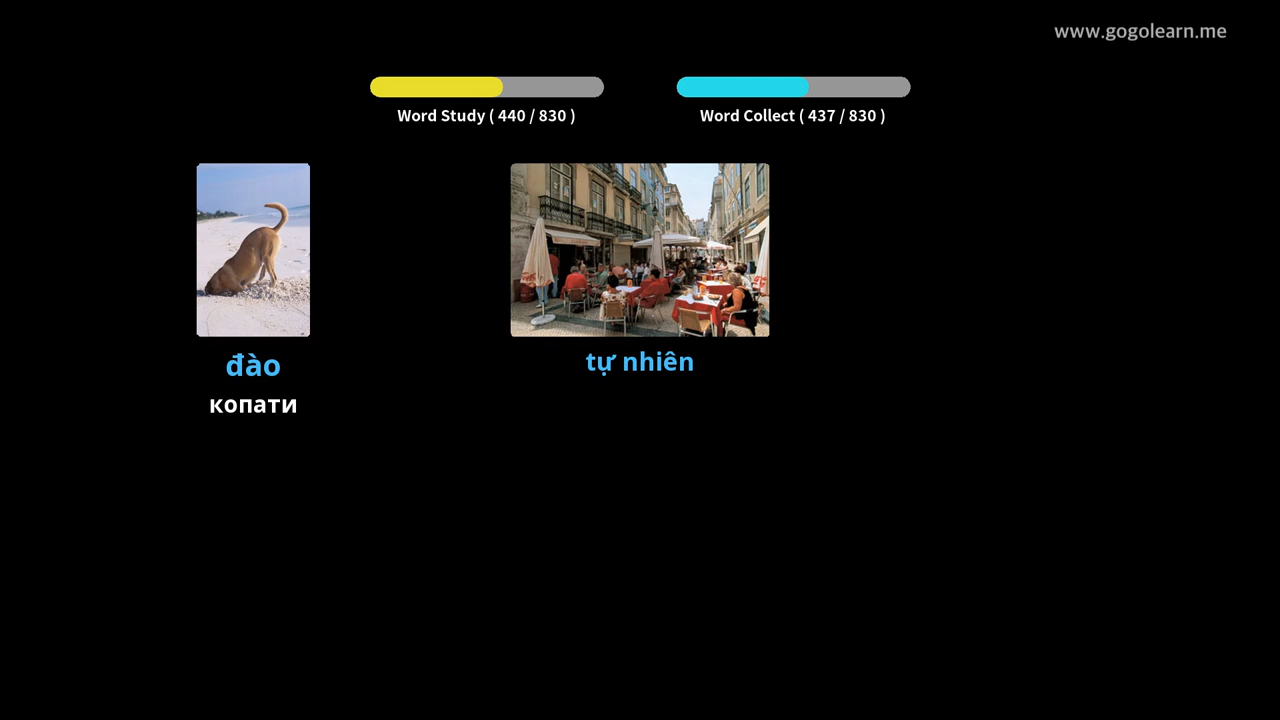 www.gogolearn.me
Word Study ( 440 / 830 )
Word Collect ( 437 / 830 )
đào
копати
tự nhiên